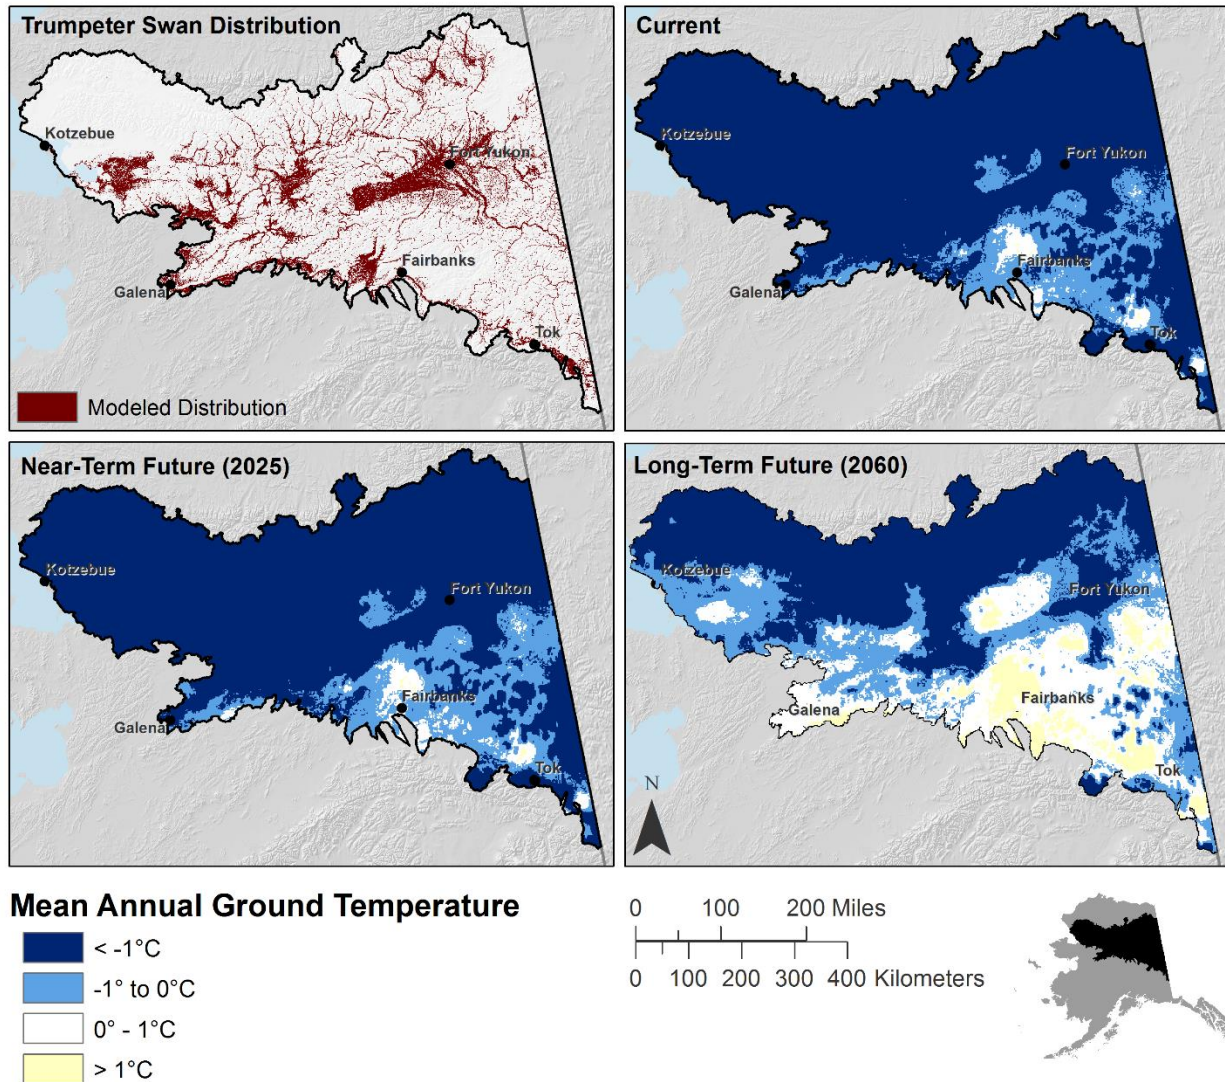 Trumpeter Swan Distribution
Kotzebue
Fort Yukon
Fairbanks
Galena
Tok
Modeled Distribution
Current
Kotzebue
Fort Yukon
Fairbanks
Galena
Tok
Near-Term Future (2025)
Kotzebue
Fort Yukon
Fairbanks
Galena
Tok
Long-Term Future (2060)
Kotzebue
Fort Yukon
Fairbanks
Galena
Tok
N
Mean Annual Ground Temperature
< -1°C
-1° to 0°C
0° - 1°C
> 1°C
0 100 200 Miles
0 100 200 300 400 Kilometers